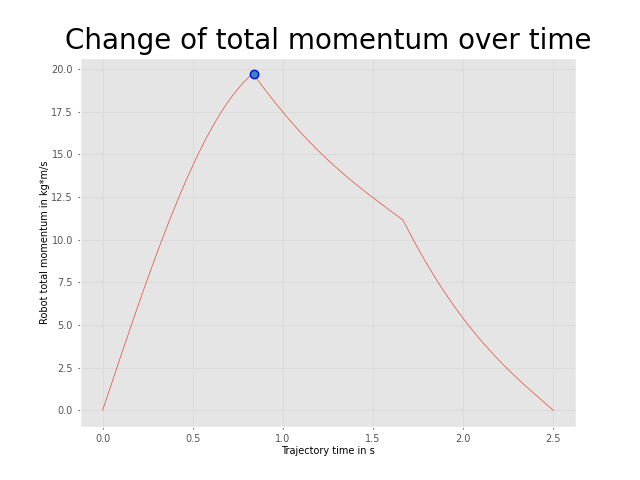 Change of total momentum over time
Robot total momentum in kg*m/s
20.0
17.5
15.0
12.5
10.0
7.5
5.0
2.5
0.0
0.0 0.5 1.0 1.5 2.0 2.5
Trajectory time in s